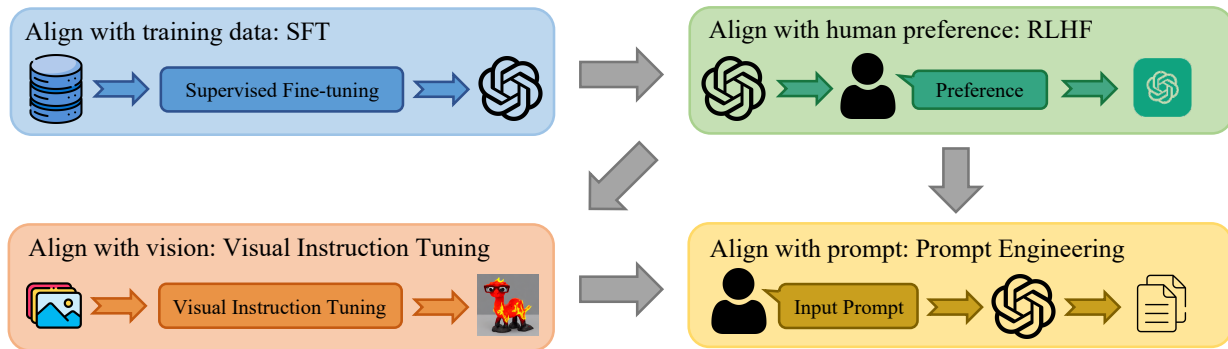 Align with training data: SFT
Supervised Fine-tuning
Align with human preference: RLHF
Preference
Align with vision: Visual Instruction Tuning
Visual Instruction Tuning
Align with prompt: Prompt Engineering
Input Prompt